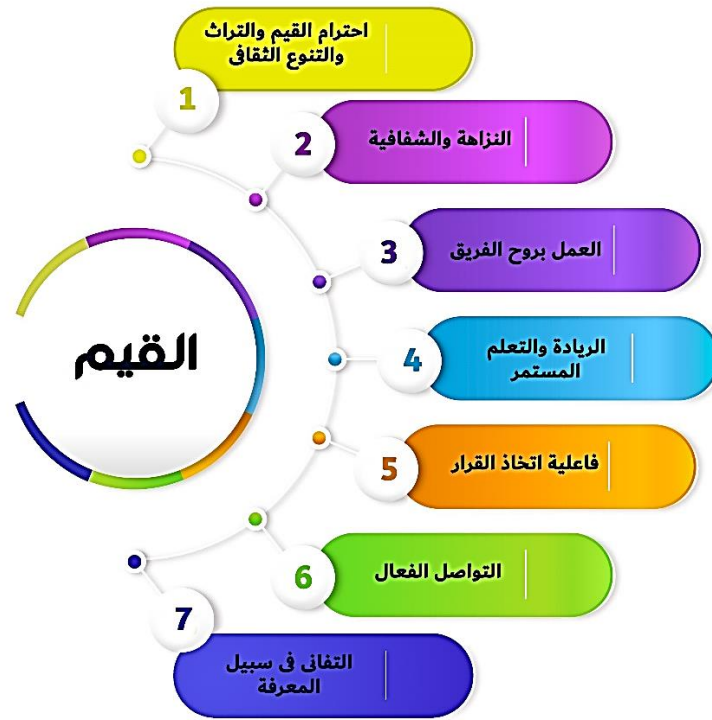 احترام القيم والتراث
والتنوع الثقافى
1
2
النزاهة والشفافية
3
العمل بروح الفريق
القيم
4
الريادة والتعلم
المستمر
5
فاعلية اتخاذ القرار
6
التواصل الفعال
7
التفانى فى سبيل
المعرفة